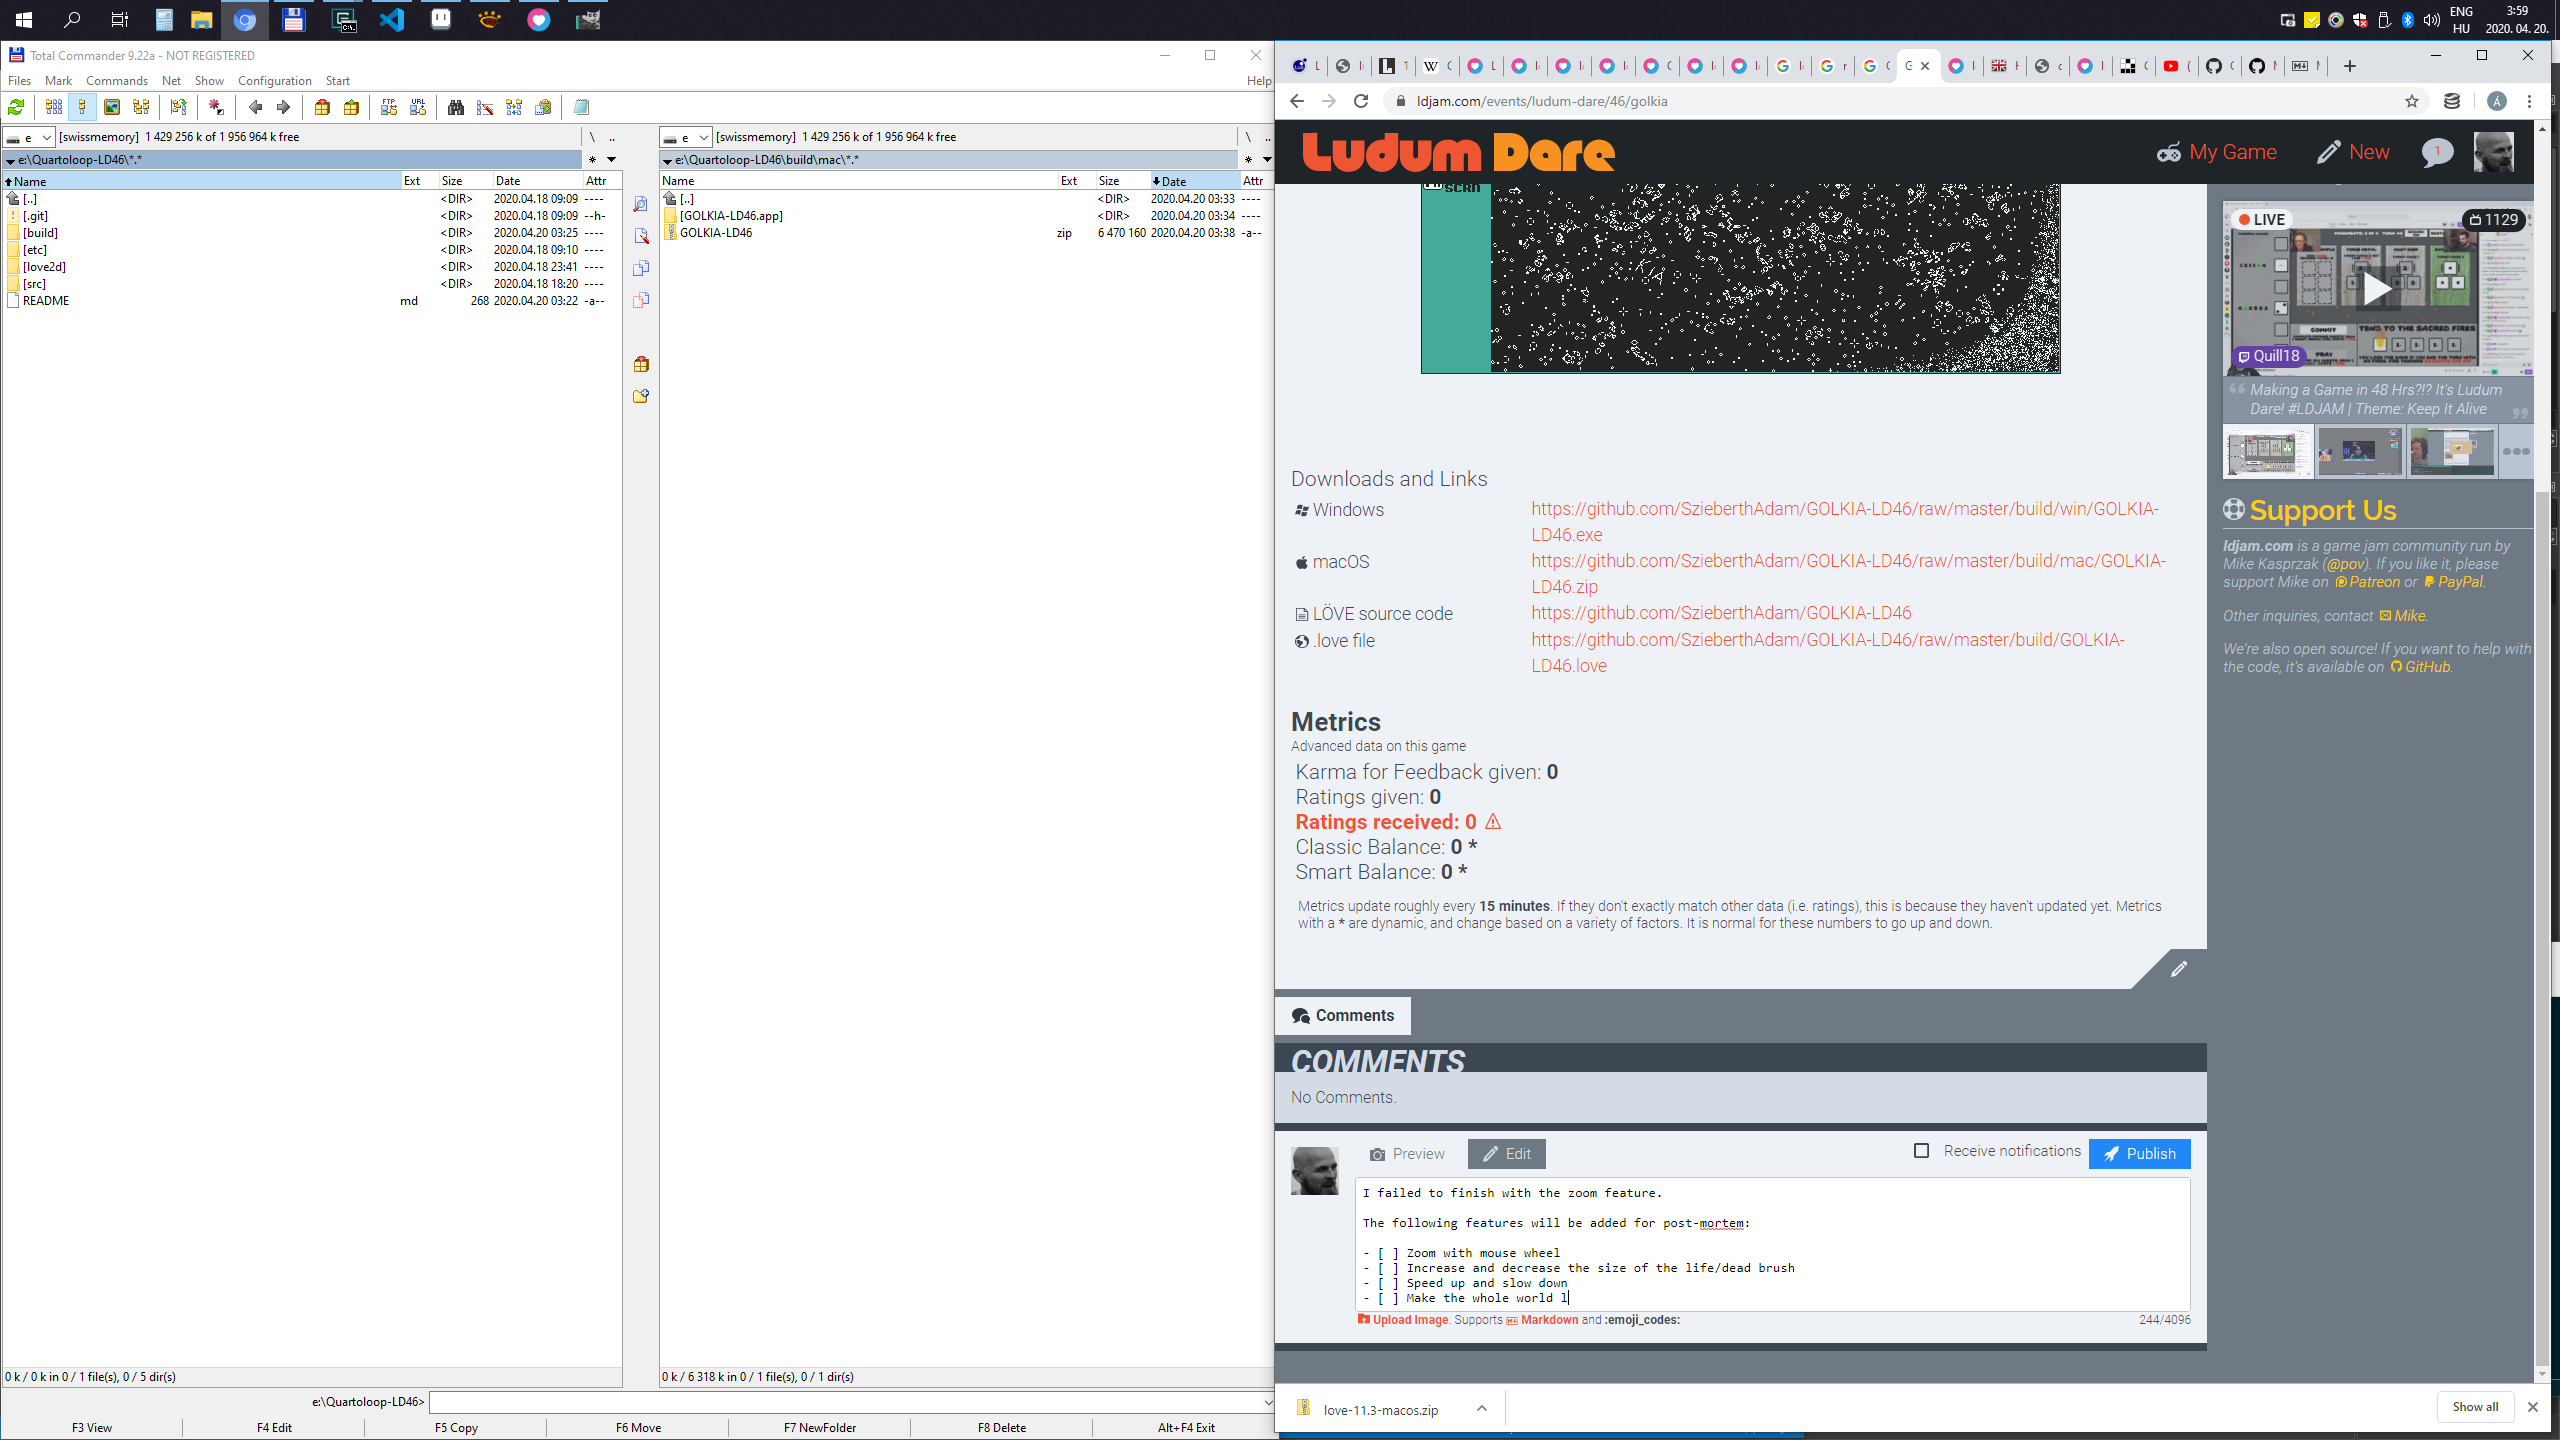 ENG
HU
3:59
2020. 04. 20.
Total Commander 9.22a - NOT REGISTERED
Files Mark Commands Net Show Configuration Start Help
e [swissmemory] 1 429 256 k of 1 956 964 k free \ ..
e:\Quartoloop-LD46\*.*
Name Ext Size Date Attr
[..] <DIR> 2020.04.18 09:09 ----
[.git] <DIR> 2020.04.18 09:09 --h-
[build] <DIR> 2020.04.20 03:25 ----
[etc] <DIR> 2020.04.18 09:10 ----
[love2d] <DIR> 2020.04.18 23:41 ----
[src] <DIR> 2020.04.18 18:20 ----
README md 268 2020.04.20 03:22 -a--
0 k / 0 k in 0 / 1 file(s), 0 / 5 dir(s)
e [swissmemory] 1 429 256 k of 1 956 964 k free \ ..
e:\Quartoloop-LD46\build\mac\*.*
Name Ext Size Date Attr
[..] <DIR> 2020.04.20 03:33 ----
[GOLKIA-LD46.app] <DIR> 2020.04.20 03:34 ----
GOLKIA-LD46 zip 6 470 160 2020.04.20 03:38 -a--
0 k / 6 318 k in 0 / 1 file(s), 0 / 1 dir(s)
e:\Quartoloop-LD46>
F3 View F4 Edit F5 Copy F6 Move F7 NewFolder F8 Delete Alt+F4 Exit
ldjam.com/events/ludum-dare/46/golkia
Ludum Dare
My Game New 1
SCAN
Downloads and Links
Windows https://github.com/SzieberthAdam/GOLKIA-LD46/raw/master/build/win/GOLKIA-
LD46.exe
macOS https://github.com/SzieberthAdam/GOLKIA-LD46/raw/master/build/mac/GOLKIA-
LD46.zip
LÖVE source code https://github.com/SzieberthAdam/GOLKIA-LD46
.love file https://github.com/SzieberthAdam/GOLKIA-LD46/raw/master/build/GOLKIA-
LD46.love
Metrics
Advanced data on this game
Karma for Feedback given: 0
Ratings given: 0
Ratings received: 0
Classic Balance: 0 *
Smart Balance: 0 *
Metrics update roughly every 15 minutes. If they don't exactly match other data (i.e. ratings), this is because they haven't updated yet. Metrics
with a * are dynamic, and change based on a variety of factors. It is normal for these numbers to go up and down.
Comments
COMMENTS
No Comments.
Preview Edit Receive notifications Publish
I failed to finish with the zoom feature.
The following features will be added for post-mortem:
- [ ] Zoom with mouse wheel
- [ ] Increase and decrease the size of the life/dead brush
- [ ] Speed up and slow down
- [ ] Make the whole world l
Upload Image. Supports Markdown and :emoji_codes: 244/4096
LIVE 1129
COMMIT
TEND TO THE SACRED FIRES
PRAY
Quill18
Making a Game in 48 Hrs?!? It's Ludum
Dare! #LDJAM | Theme: Keep It Alive
Support Us
ldjam.com is a game jam community run by
Mike Kasprzak (@pov). If you like it, please
support Mike on Patreon or PayPal.
Other inquiries, contact Mike.
We're also open source! If you want to help with
the code, it's available on GitHub.
love-11.3-macos.zip
Show all